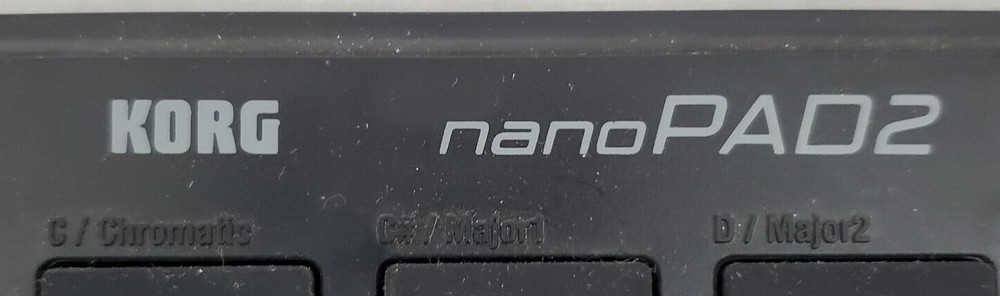 KORG nanoPAD2
C / Chromatic C# / Major1 D / Major2